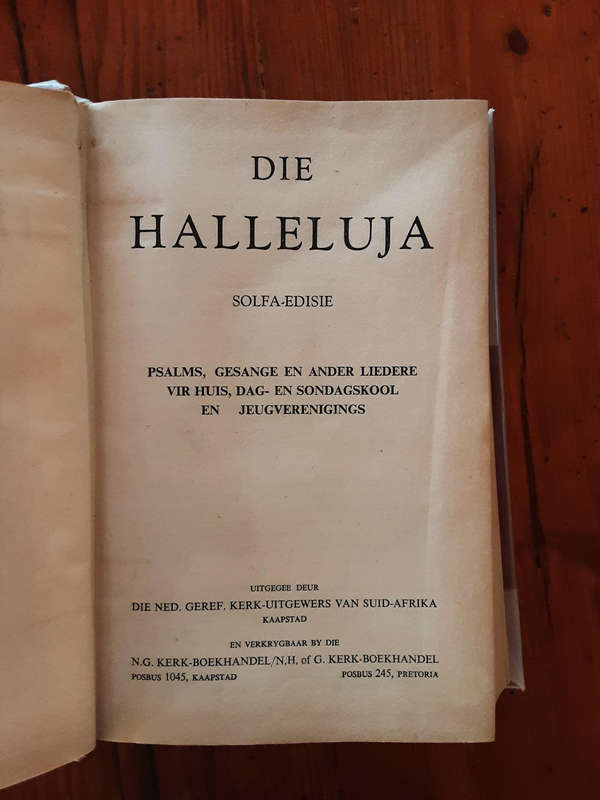 DIE
HALLELUJA
SOLFA-EDISIE
PSALMS, GESANGE EN ANDER LIEDERE
VIR HUIS, DAG- EN SONDAGSKOOL
EN JEUGVERENIGINGS
UITGEGEE DEUR
DIE NED. GEREF. KERK-UITGEWERS VAN SUID-AFRIKA
KAAPSTAD
EN VERKRYGBAAR BY DIE
N.G. KERK-BOEKHANDEL/N,H, of G. KERK-BOEKHANDEL
POSBUS 1045, KAAPSTAD POSBUS 245, PRETORIA